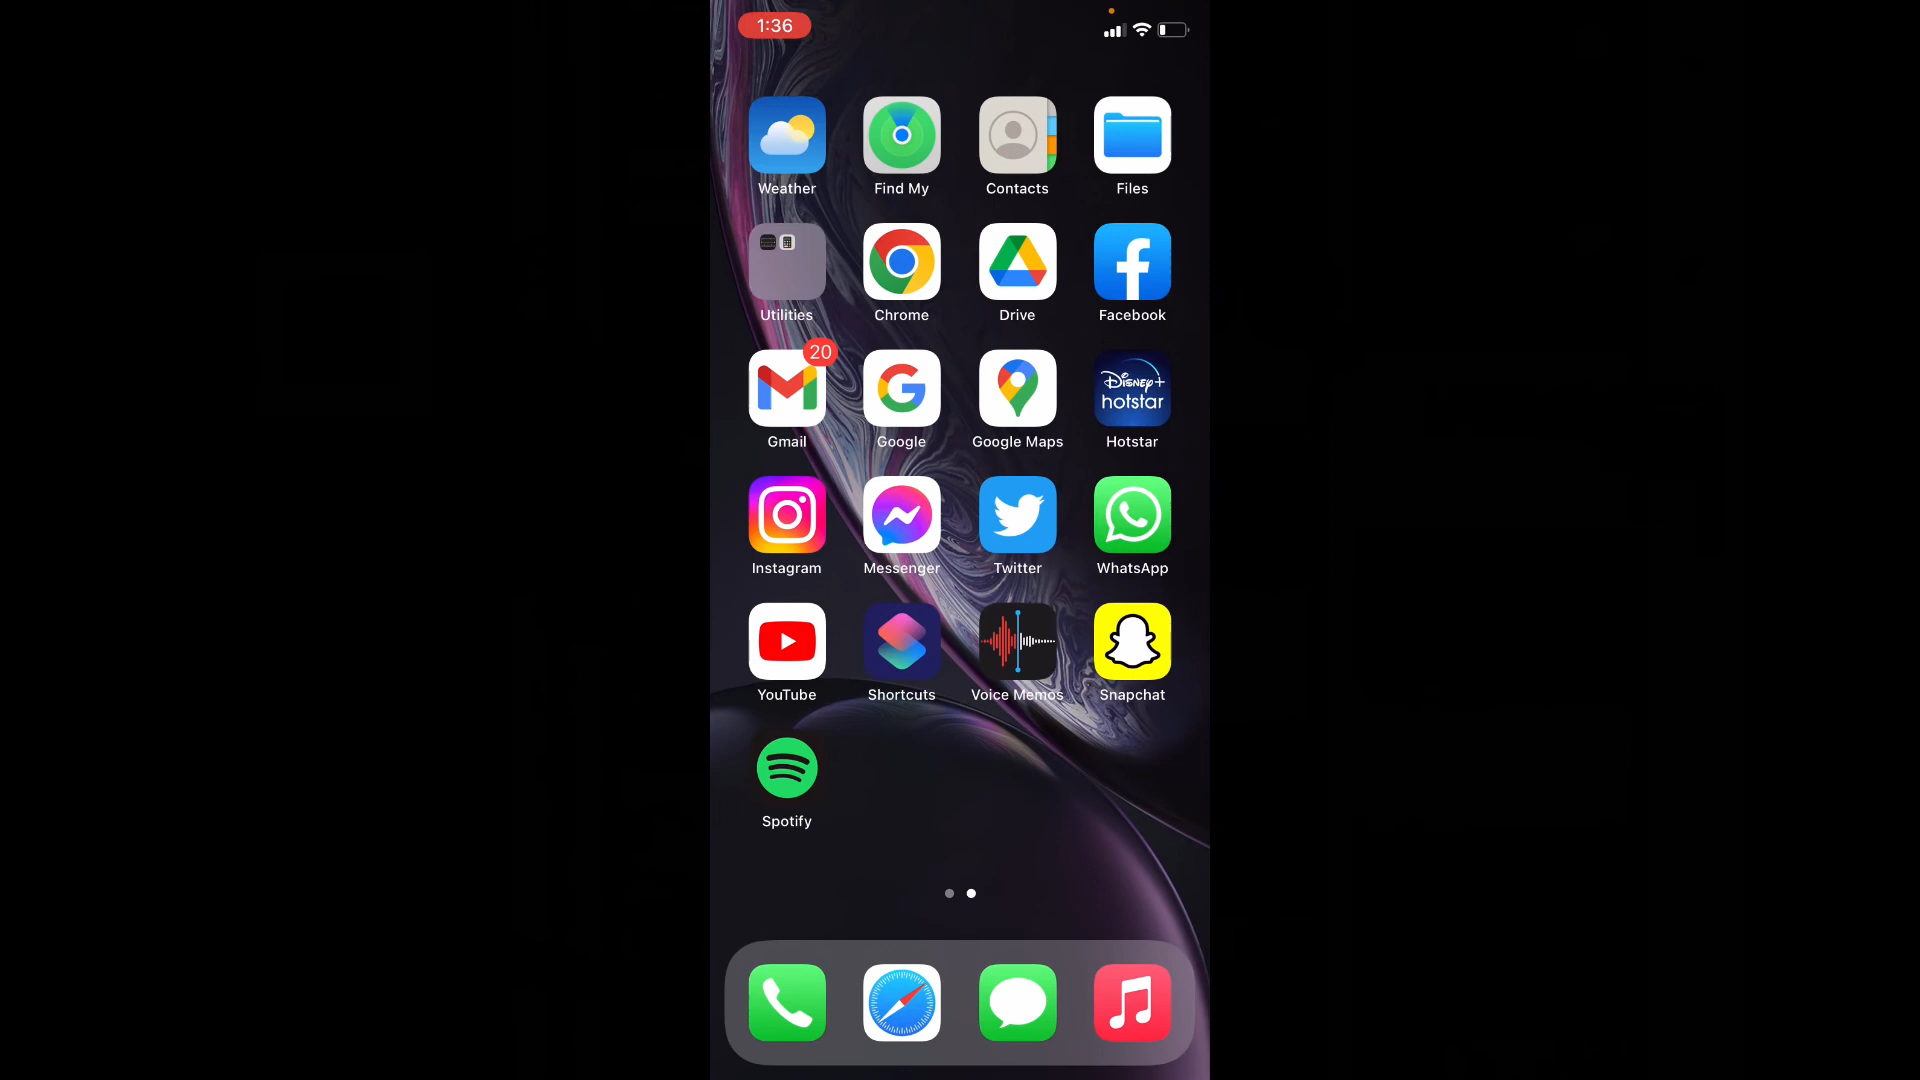 1:36
Weather Find My Contacts Files
Utilities Chrome Drive Facebook
20
Disney+
hotstar
Gmail Google Google Maps Hotstar
Instagram Messenger Twitter WhatsApp
YouTube Shortcuts Voice Memos Snapchat
Spotify